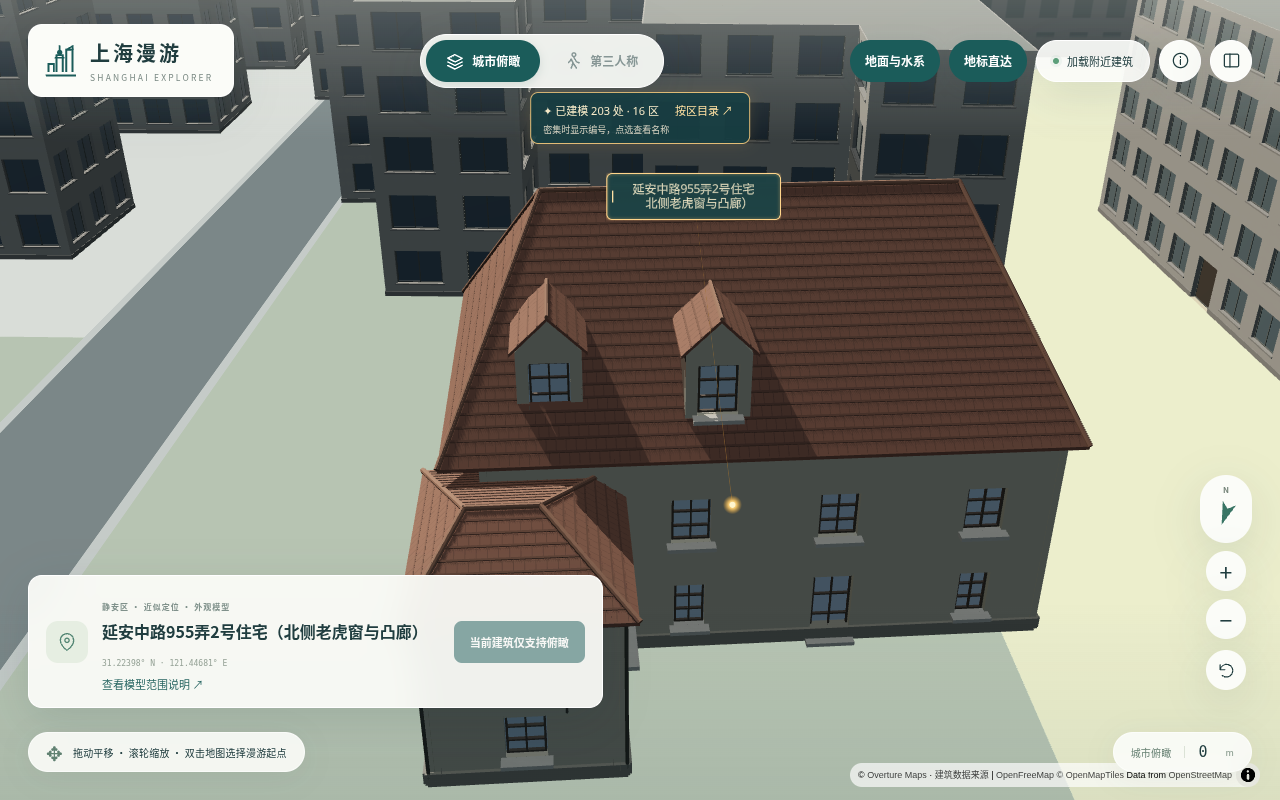 上海漫游
SHANGHAI EXPLORER
城市俯瞰
第三人称
地面与水系
地标直达
加载附近建筑
✦ 已建模 203 处 · 16 区 按区目录 ↗
密集时显示编号，点选查看名称
延安中路955弄2号住宅
北侧老虎窗与凸廊）
N
静安区 · 近似定位 · 外观模型
延安中路955弄2号住宅（北侧老虎窗与凸廊）
当前建筑仅支持俯瞰
31.22398° N · 121.44681° E
查看模型范围说明 ↗
拖动平移 · 滚轮缩放 · 双击地图选择漫游起点
城市俯瞰 0 m
© Overture Maps · 建筑数据来源 | OpenFreeMap © OpenMapTiles Data from OpenStreetMap